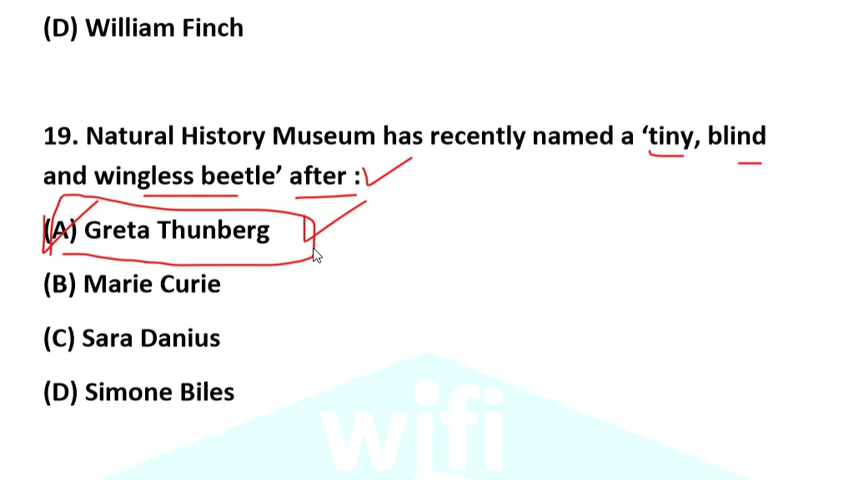 (D) William Finch
19. Natural History Museum has recently named a ‘tiny, blind
and wingless beetle’ after :
(A) Greta Thunberg
(B) Marie Curie
(C) Sara Danius
(D) Simone Biles
wifi